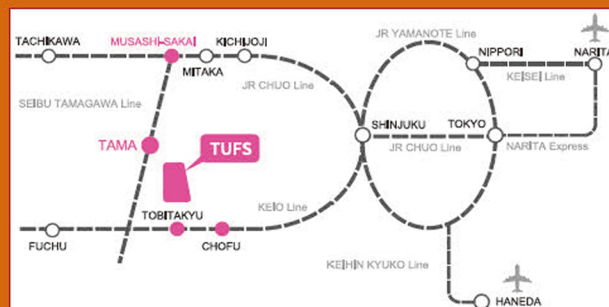 JR YAMANOTE Line
TACHIKAWA
MUSASHI-SAKAI
KICHIJOJI
MITAKA
NIPPORI
NARITA
KEISEI Line
JR CHUO Line
SEIBU TAMAGAWA Line
TAMA
TUFS
SHINJUKU
TOKYO
JR CHUO Line
NARITA Express
TOBITAKYU
KEIO Line
FUCHU
CHOFU
KEIHIN KYUKO Line
HANEDA